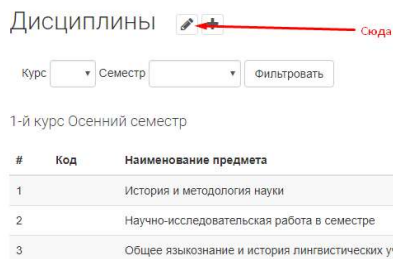 Дисциплины
Сюда
Курс Семестр Фильтровать
1-й курс Осенний семестр
# Код Наименование предмета
1 История и методология науки
2 Научно-исследовательская работа в семестре
3 Общее языкознание и история лингвистических